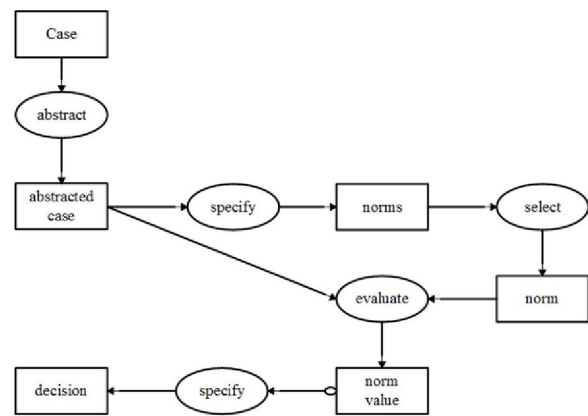 Case
abstract
abstracted
case
specify
norms
select
evaluate
norm
decision
specify
norm
value